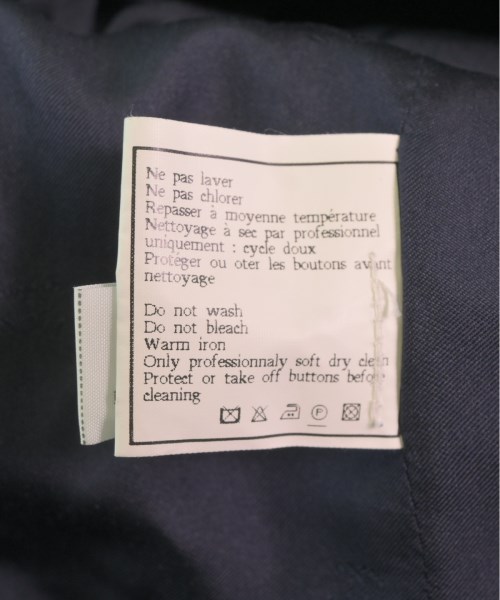 Ne pas laver
Ne pas chlorer
Repasser à moyenne température
Nettoyage à sec par professionnel
uniquement : cycle doux
Protéger ou oter les boutons avant
nettoyage
Do not wash
Do not bleach
Warm iron
Only professionnaly soft dry clean
Protect or take off buttons before
cleaning
P